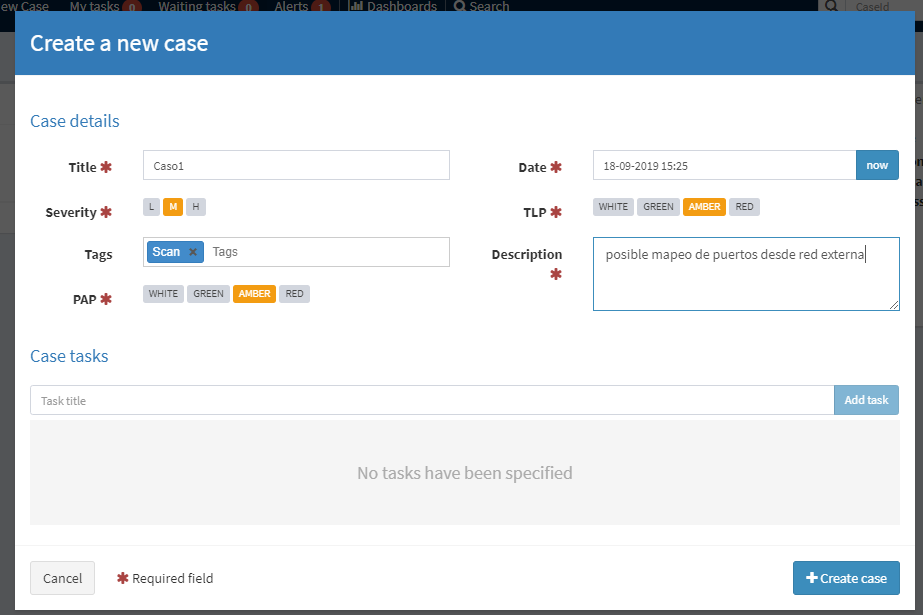 ew Case My tasks 0 Waiting tasks 0 Alerts 1 Dashboards Search CaseId
Create a new case
Case details
Title ✱ Caso1 Date ✱ 18-09-2019 15:25 now
Severity ✱ L M H TLP ✱ WHITE GREEN AMBER RED
Tags Scan × Tags Description ✱ posible mapeo de puertos desde red externa
PAP ✱ WHITE GREEN AMBER RED
Case tasks
Task title Add task
No tasks have been specified
Cancel ✱ Required field + Create case